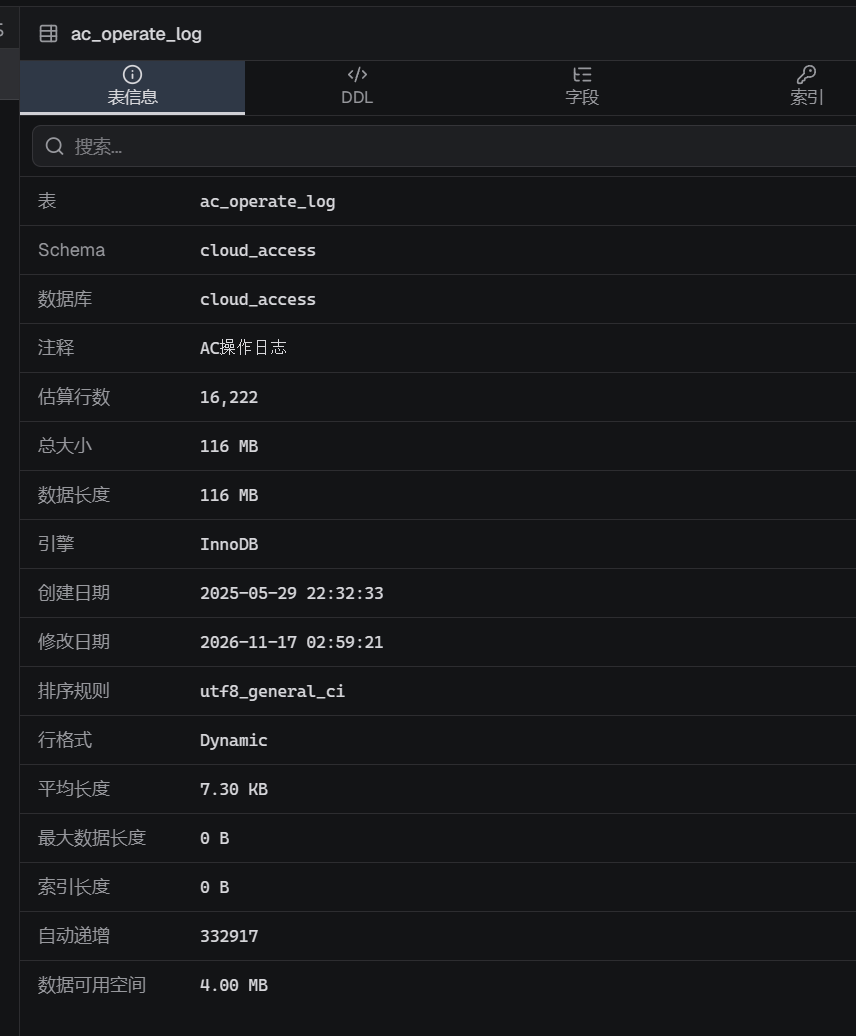 ac_operate_log
表信息
DDL
字段
索引
搜索...
表 ac_operate_log
Schema cloud_access
数据库 cloud_access
注释 AC操作日志
估算行数 16,222
总大小 116 MB
数据长度 116 MB
引擎 InnoDB
创建日期 2025-05-29 22:32:33
修改日期 2026-11-17 02:59:21
排序规则 utf8_general_ci
行格式 Dynamic
平均长度 7.30 KB
最大数据长度 0 B
索引长度 0 B
自动递增 332917
数据可用空间 4.00 MB